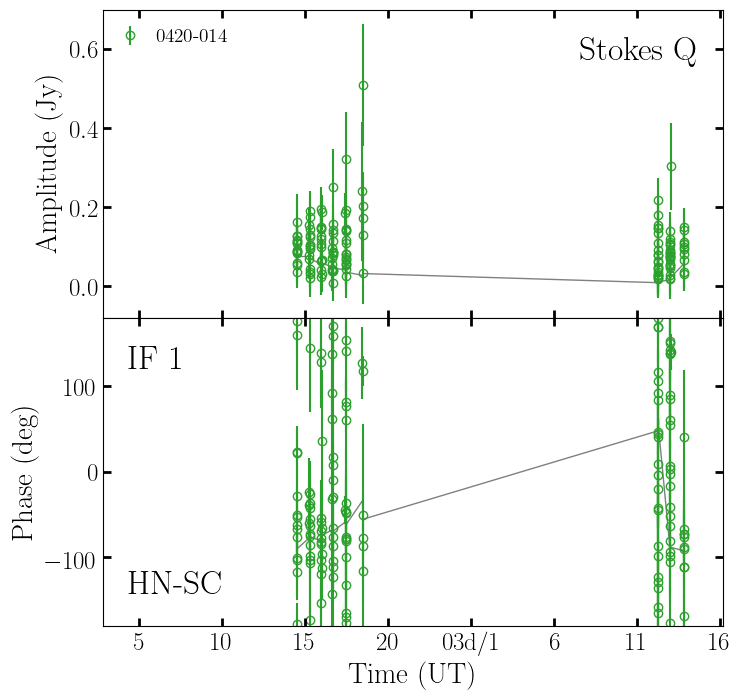 0420-014
Stokes Q
Amplitude (Jy)
0.6
0.4
0.2
0.0
IF 1
HN-SC
Phase (deg)
100
0
−100
5 10 15 20 03d/1 6 11 16
Time (UT)